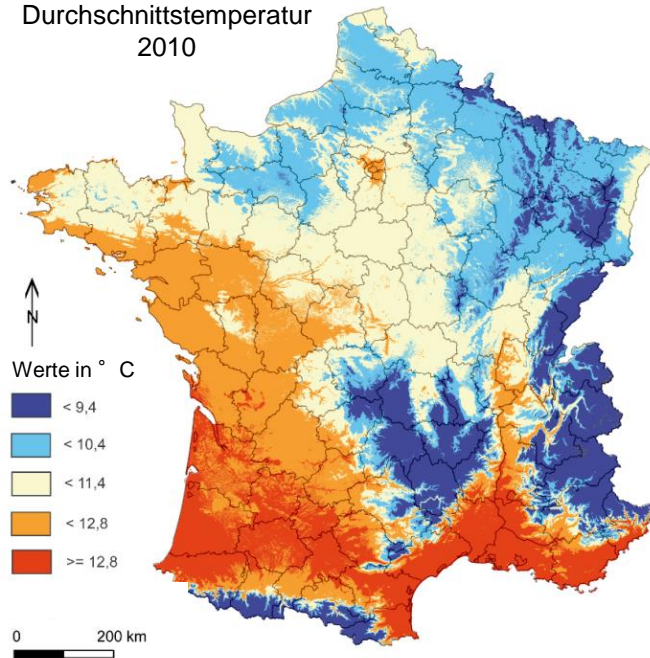 Durchschnittstemperatur
2010
N
Werte in ° C
< 9,4
< 10,4
< 11,4
< 12,8
>= 12,8
0 200 km